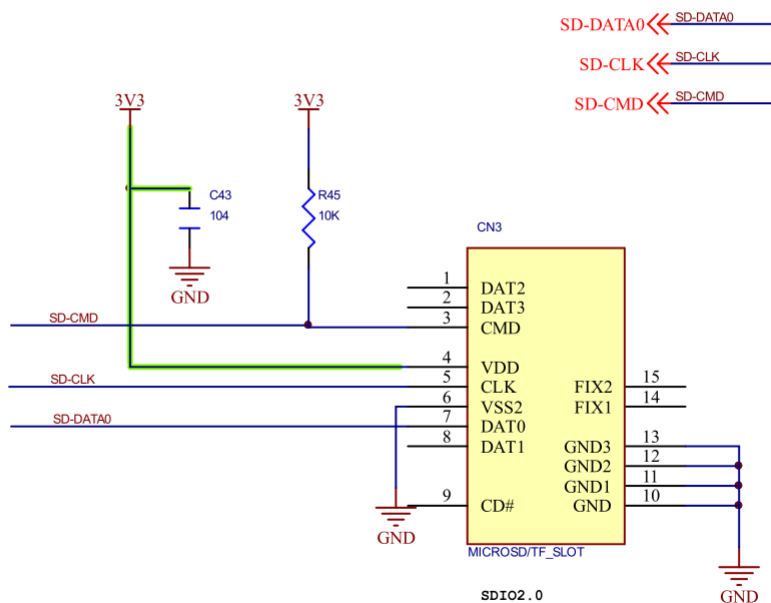 SD-DATA0 SD-DATA0
SD-CLK SD-CLK
SD-CMD SD-CMD
3V3 3V3
C43 R45
104 10K
GND
CN3
1 DAT2
2 DAT3
SD-CMD 3 CMD
4 VDD
SD-CLK 5 CLK FIX2 15
6 VSS2 FIX1 14
SD-DATA0 7 DAT0
8 DAT1 GND3 13
GND2 12
GND1 11
9 CD# GND 10
GND
MICROSD/TF_SLOT
SDIO2.0
GND